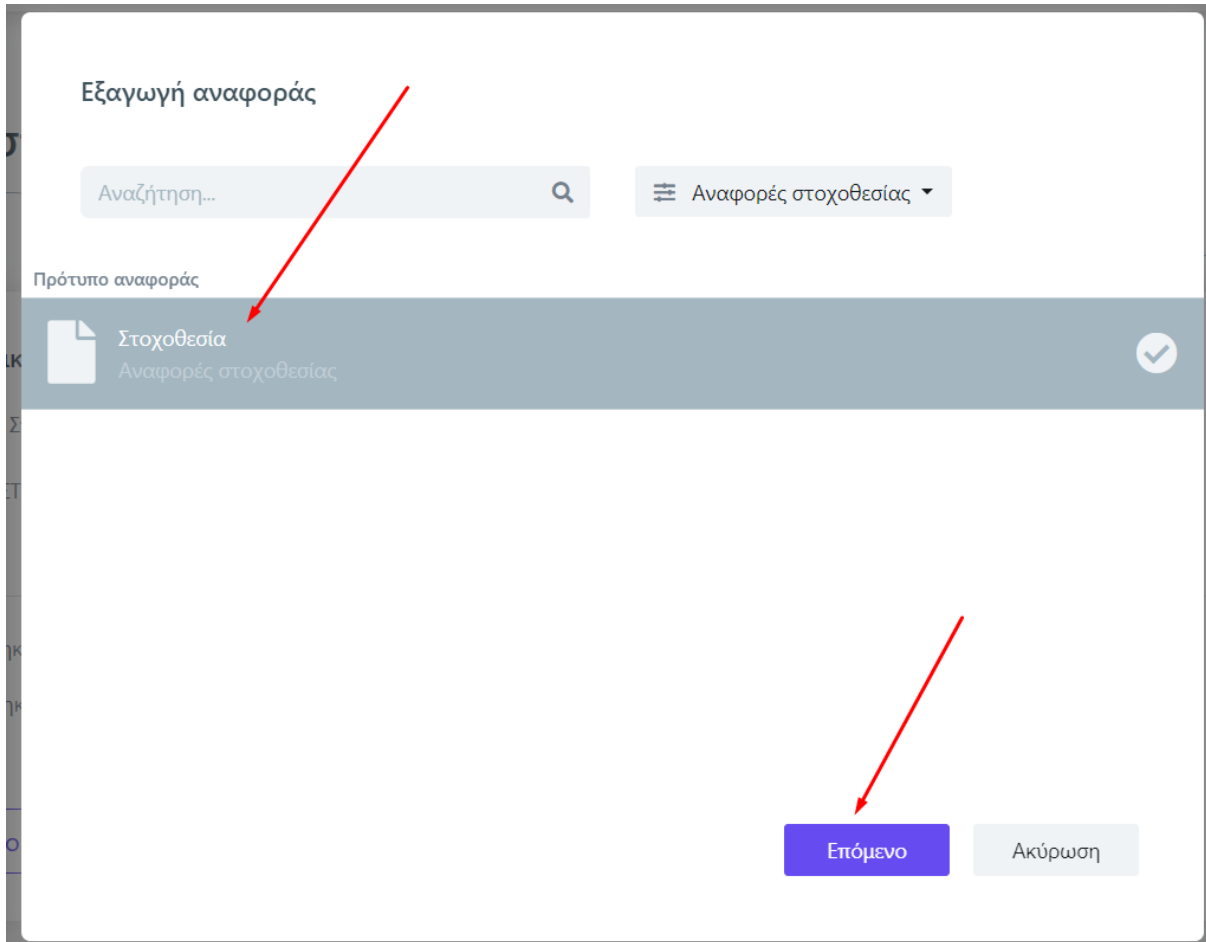 Εξαγωγή αναφοράς
Αναζήτηση...
Αναφορές στοχοθεσίας
Πρότυπο αναφοράς
Στοχοθεσία
Αναφορές στοχοθεσίας
Επόμενο
Ακύρωση